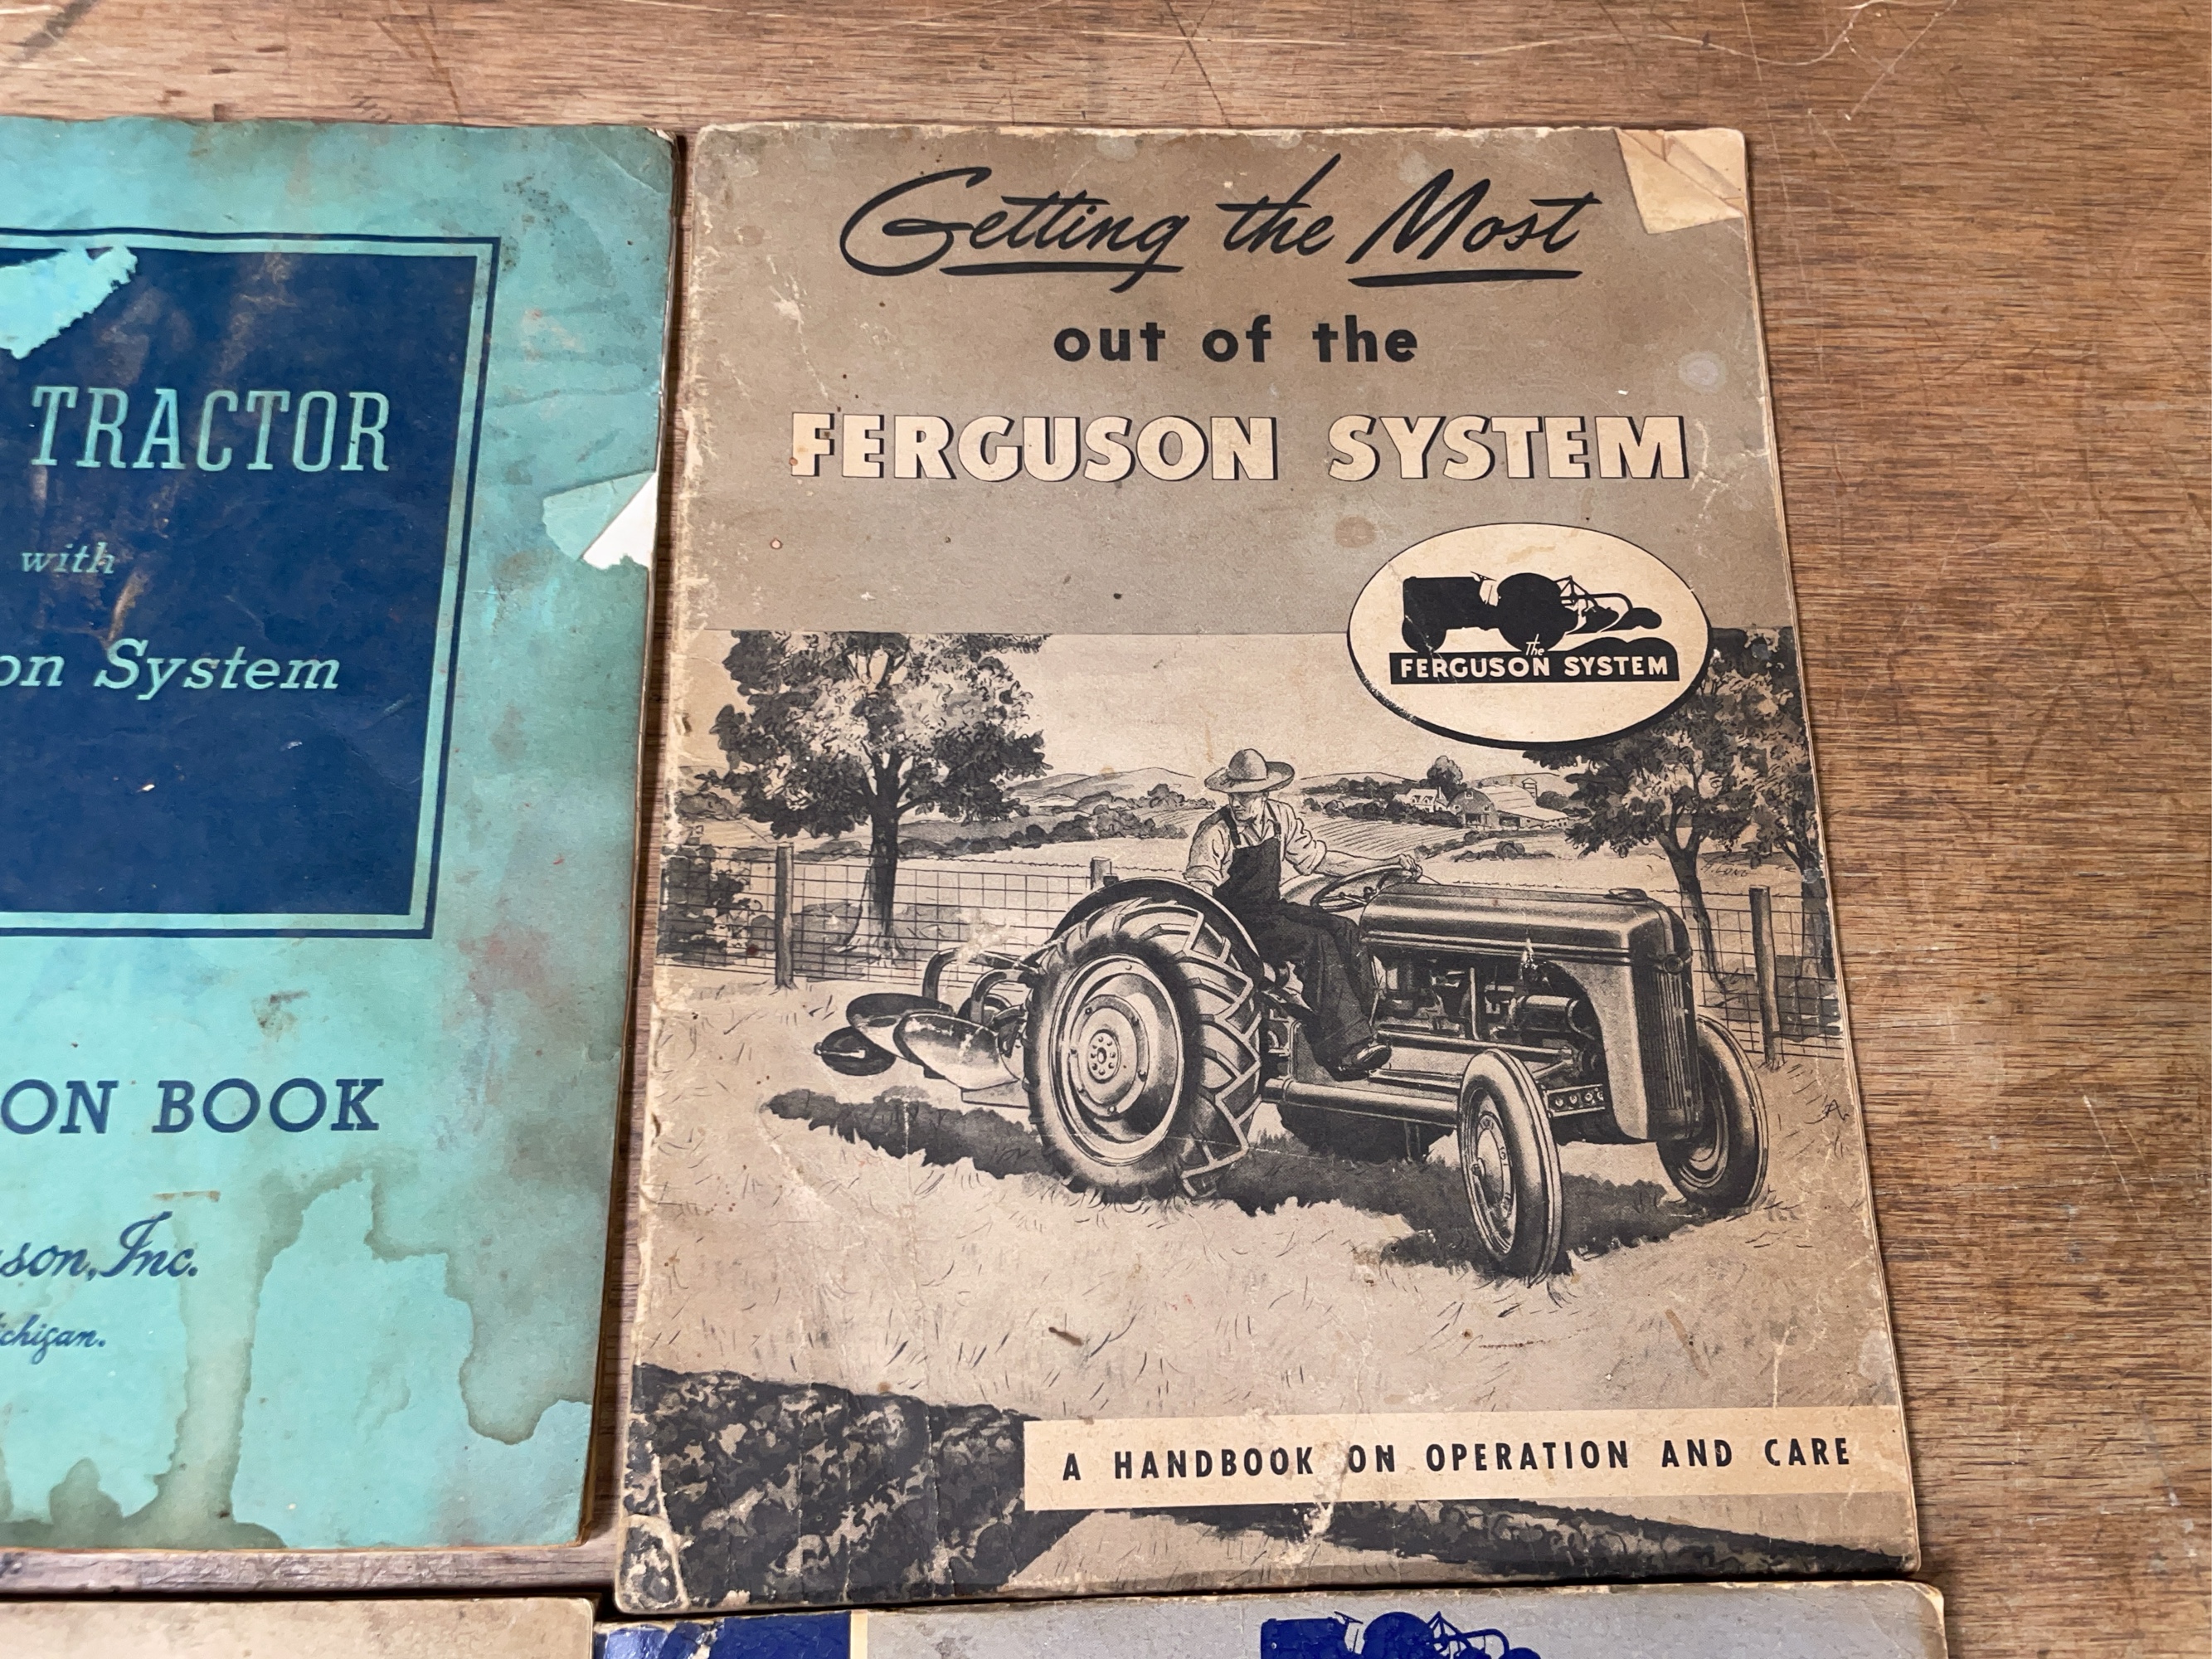 TRACTOR
with
on System
ON BOOK
son, Inc.
ichigan.
Getting the Most
out of the
FERGUSON SYSTEM
The
FERGUSON SYSTEM
A HANDBOOK ON OPERATION AND CARE